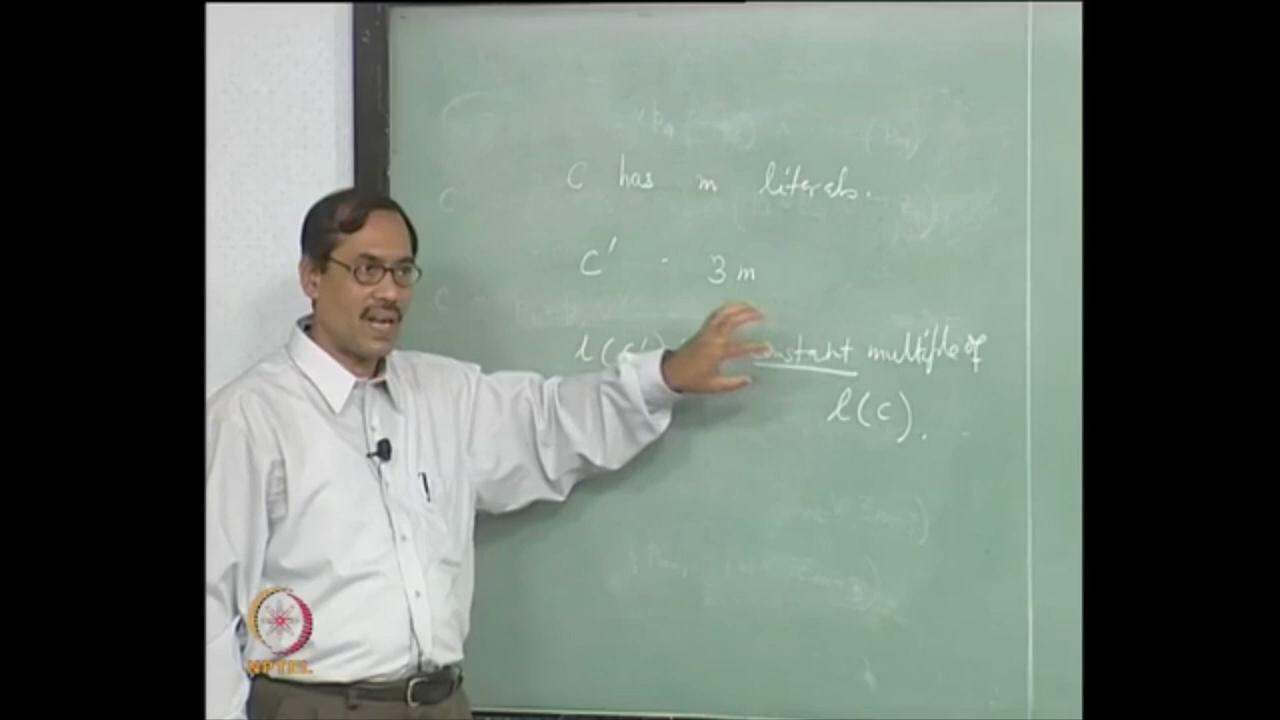 C has m literals.
C' - 3m
l(C') constant multiple of
l(C).
NPTEL